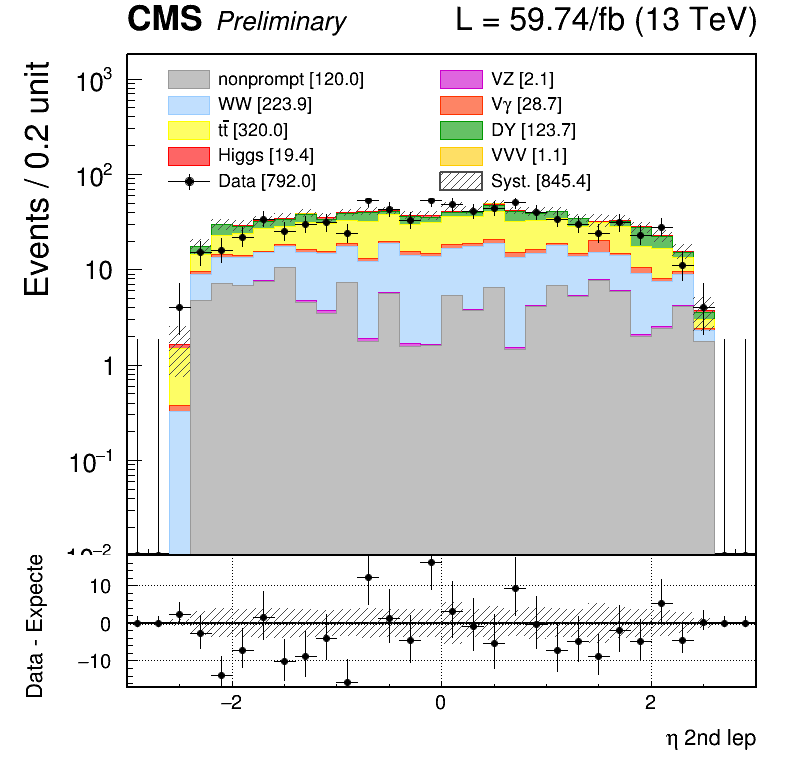 CMS Preliminary L = 59.74/fb (13 TeV)
Events / 0.2 unit
10³
10²
10
1
10⁻¹
10⁻²
nonprompt [120.0]
WW [223.9]
tt̄ [320.0]
Higgs [19.4]
Data [792.0]
VZ [2.1]
Vγ [28.7]
DY [123.7]
VVV [1.1]
Syst. [845.4]
Data - Expecte
10
0
−10
−2 0 2
η 2nd lep